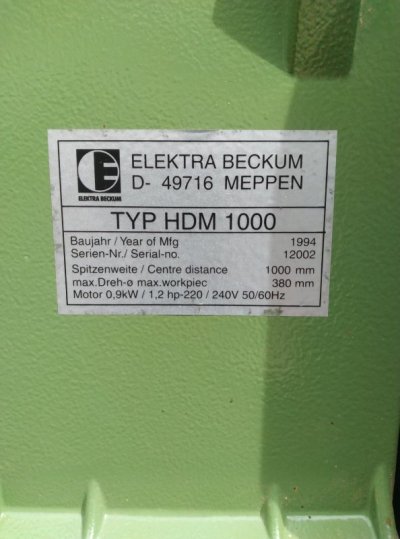 ELEKTRA BECKUM
D- 49716 MEPPEN
ELEKTRA BECKUM
TYP HDM 1000
Baujahr / Year of Mfg 1994
Serien-Nr./ Serial-no. 12002
Spitzenweite / Centre distance 1000 mm
max.Dreh-ø max.workpiec 380 mm
Motor 0,9kW / 1,2 hp-220 / 240V 50/60Hz